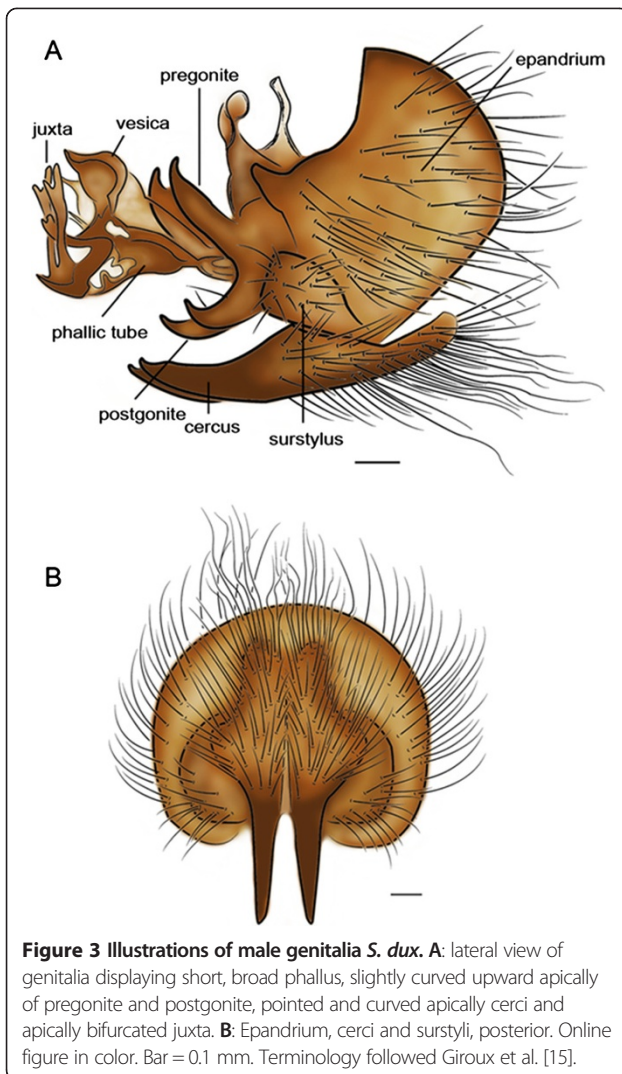 A
pregonite
epandrium
juxta
vesica
phallic tube
postgonite
cercus
surstylus
B
Figure 3 Illustrations of male genitalia S. dux. A: lateral view of
genitalia displaying short, broad phallus, slightly curved upward apically
of pregonite and postgonite, pointed and curved apically cerci and
apically bifurcated juxta. B: Epandrium, cerci and surstyli, posterior. Online
figure in color. Bar = 0.1 mm. Terminology followed Giroux et al. [15].